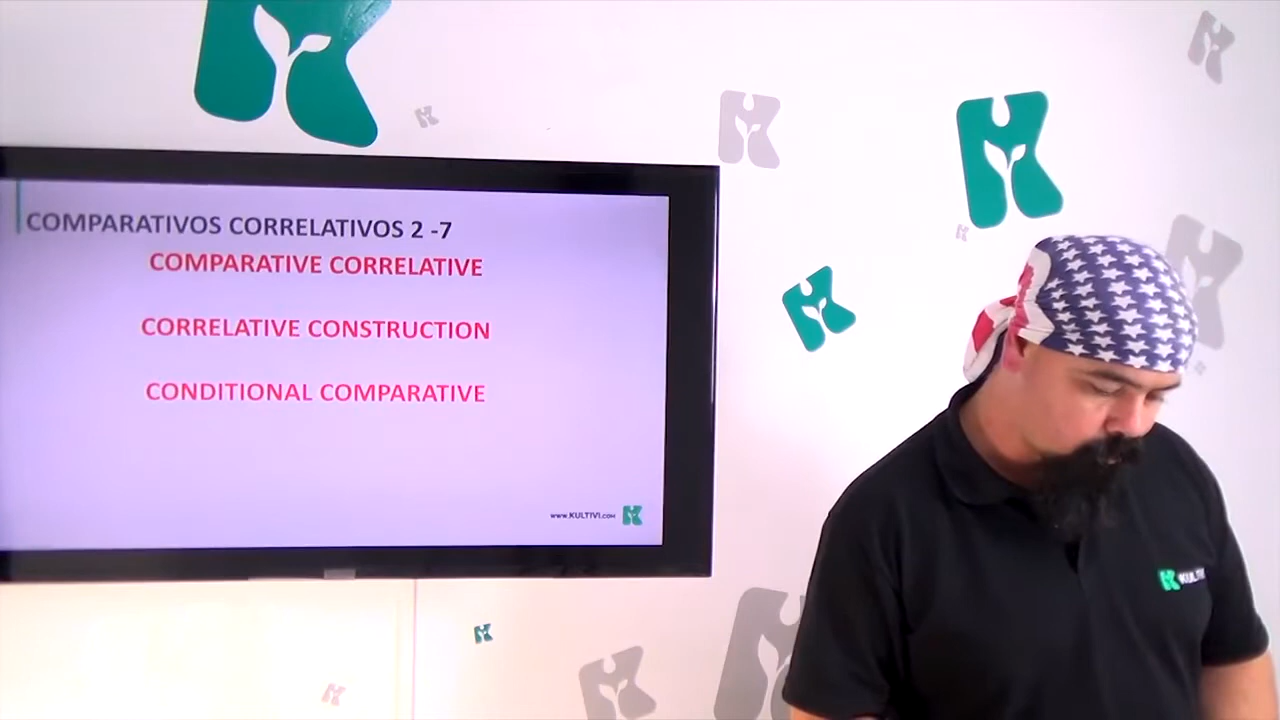 COMPARATIVOS CORRELATIVOS 2 -7
COMPARATIVE CORRELATIVE
CORRELATIVE CONSTRUCTION
CONDITIONAL COMPARATIVE
www.KULTIVI.COM